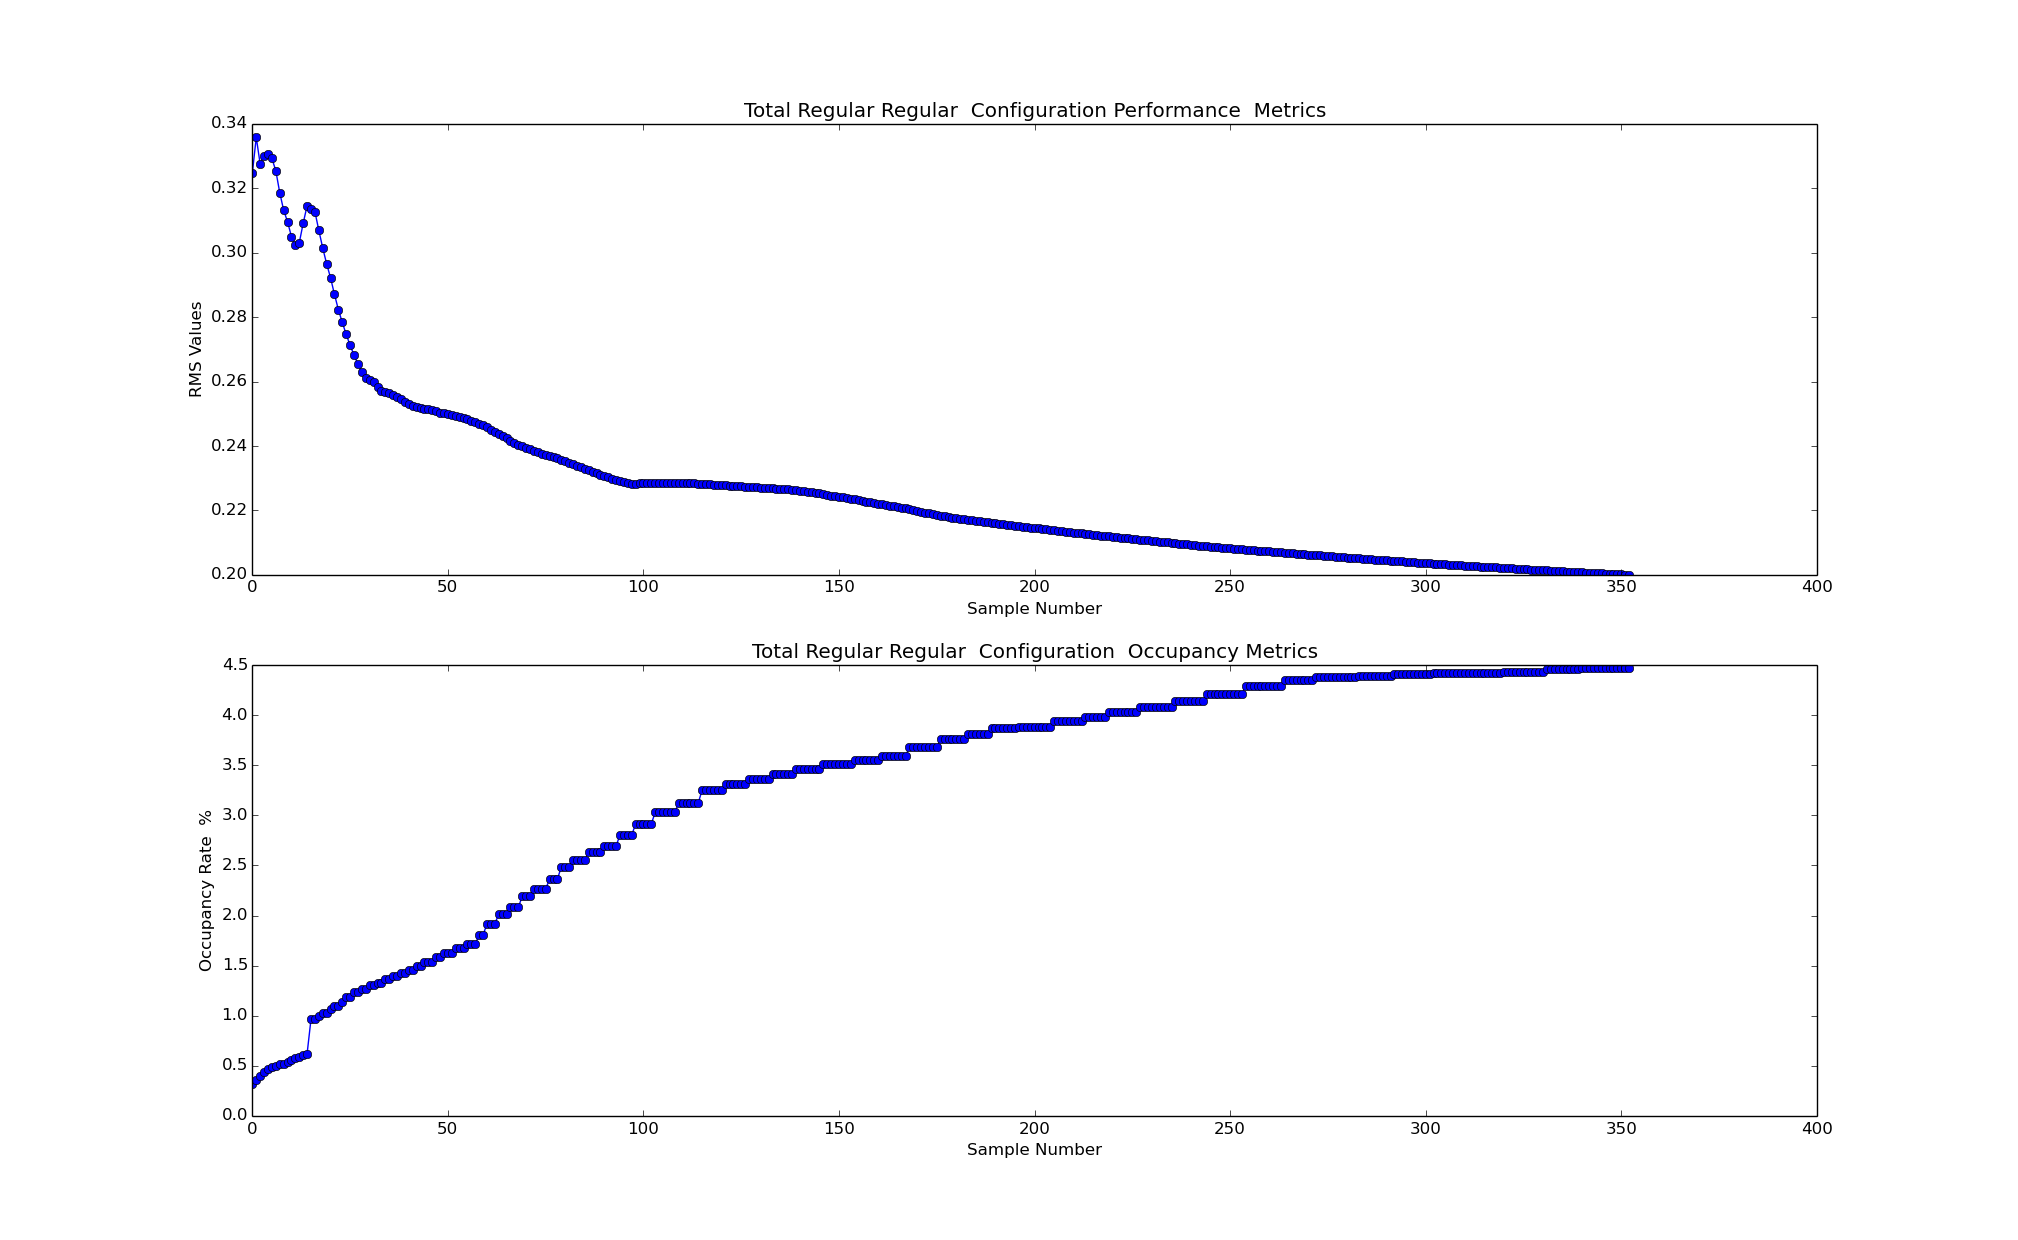 Total Regular Regular  Configuration Performance  Metrics
0.34
0.32
0.30
0.28
0.26
0.24
0.22
0.20
RMS Values
0 50 100 150 200 250 300 350 400
Sample Number
Total Regular Regular  Configuration  Occupancy Metrics
4.5
4.0
3.5
3.0
2.5
2.0
1.5
1.0
0.5
0.0
Occupancy Rate  %
0 50 100 150 200 250 300 350 400
Sample Number